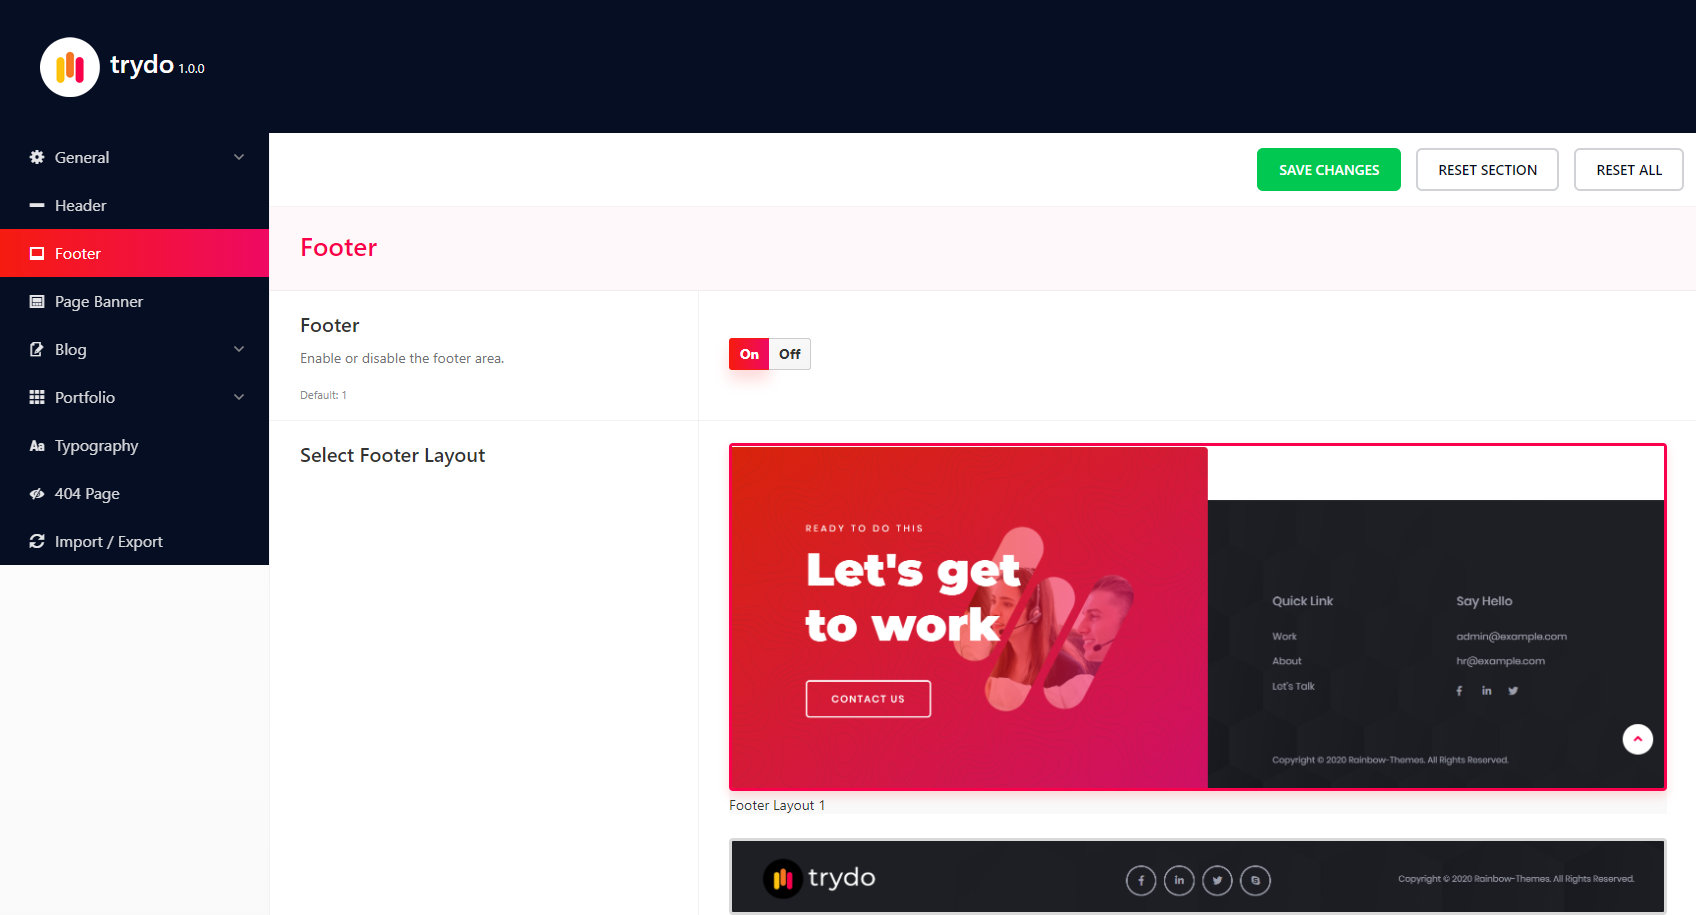 trydo 1.0.0
General
Header
Footer
Page Banner
Blog
Portfolio
Aa Typography
404 Page
Import / Export
SAVE CHANGES
RESET SECTION
RESET ALL
Footer
Footer
Enable or disable the footer area.
Default: 1
On Off
Select Footer Layout
READY TO DO THIS
Let's get
to work
CONTACT US
Quick Link
Work
About
Let's Talk
Say Hello
admin@example.com
hr@example.com
Copyright © 2020 Rainbow-Themes. All Rights Reserved.
Footer Layout 1
trydo
Copyright © 2020 Rainbow-Themes. All Rights Reserved.